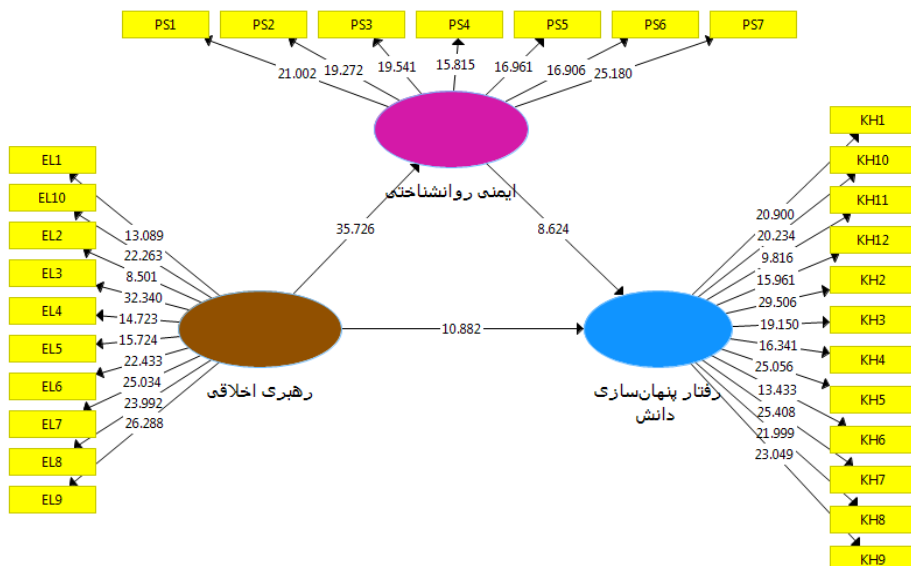 PS1
PS2
PS3
PS4
PS5
PS6
PS7
21.002
19.272
19.541
15.815
16.961
16.906
25.180
ایمنی روانشناختی
35.726
8.624
EL1
EL10
EL2
EL3
EL4
EL5
EL6
EL7
EL8
EL9
13.089
22.263
8.501
32.340
14.723
15.724
22.433
25.034
23.992
26.288
رهبری اخلاقی
10.882
رفتار پنهان‌سازی
دانش
20.900
20.234
9.816
15.961
29.506
19.150
16.341
25.056
13.433
25.408
21.999
23.049
KH1
KH10
KH11
KH12
KH2
KH3
KH4
KH5
KH6
KH7
KH8
KH9